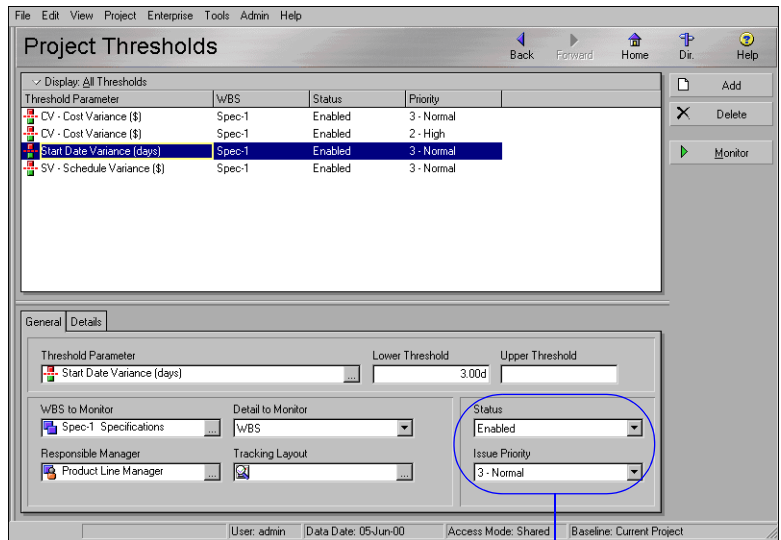 File Edit View Project Enterprise Tools Admin Help
Project Thresholds
Back Forward Home Dir. Help
Display: All Thresholds
Threshold Parameter WBS Status Priority
CV - Cost Variance ($) Spec-1 Enabled 3 - Normal
CV - Cost Variance ($) Spec-1 Enabled 2 - High
Start Date Variance (days) Spec-1 Enabled 3 - Normal
SV - Schedule Variance ($) Spec-1 Enabled 3 - Normal
Add
Delete
Monitor
General Details
Threshold Parameter Lower Threshold Upper Threshold
Start Date Variance (days) ... 3.00d
WBS to Monitor Detail to Monitor Status
Spec-1 Specifications ... WBS Enabled
Responsible Manager Tracking Layout Issue Priority
Product Line Manager ... ... 3 - Normal
User: admin Data Date: 05-Jun-00 Access Mode: Shared Baseline: Current Project